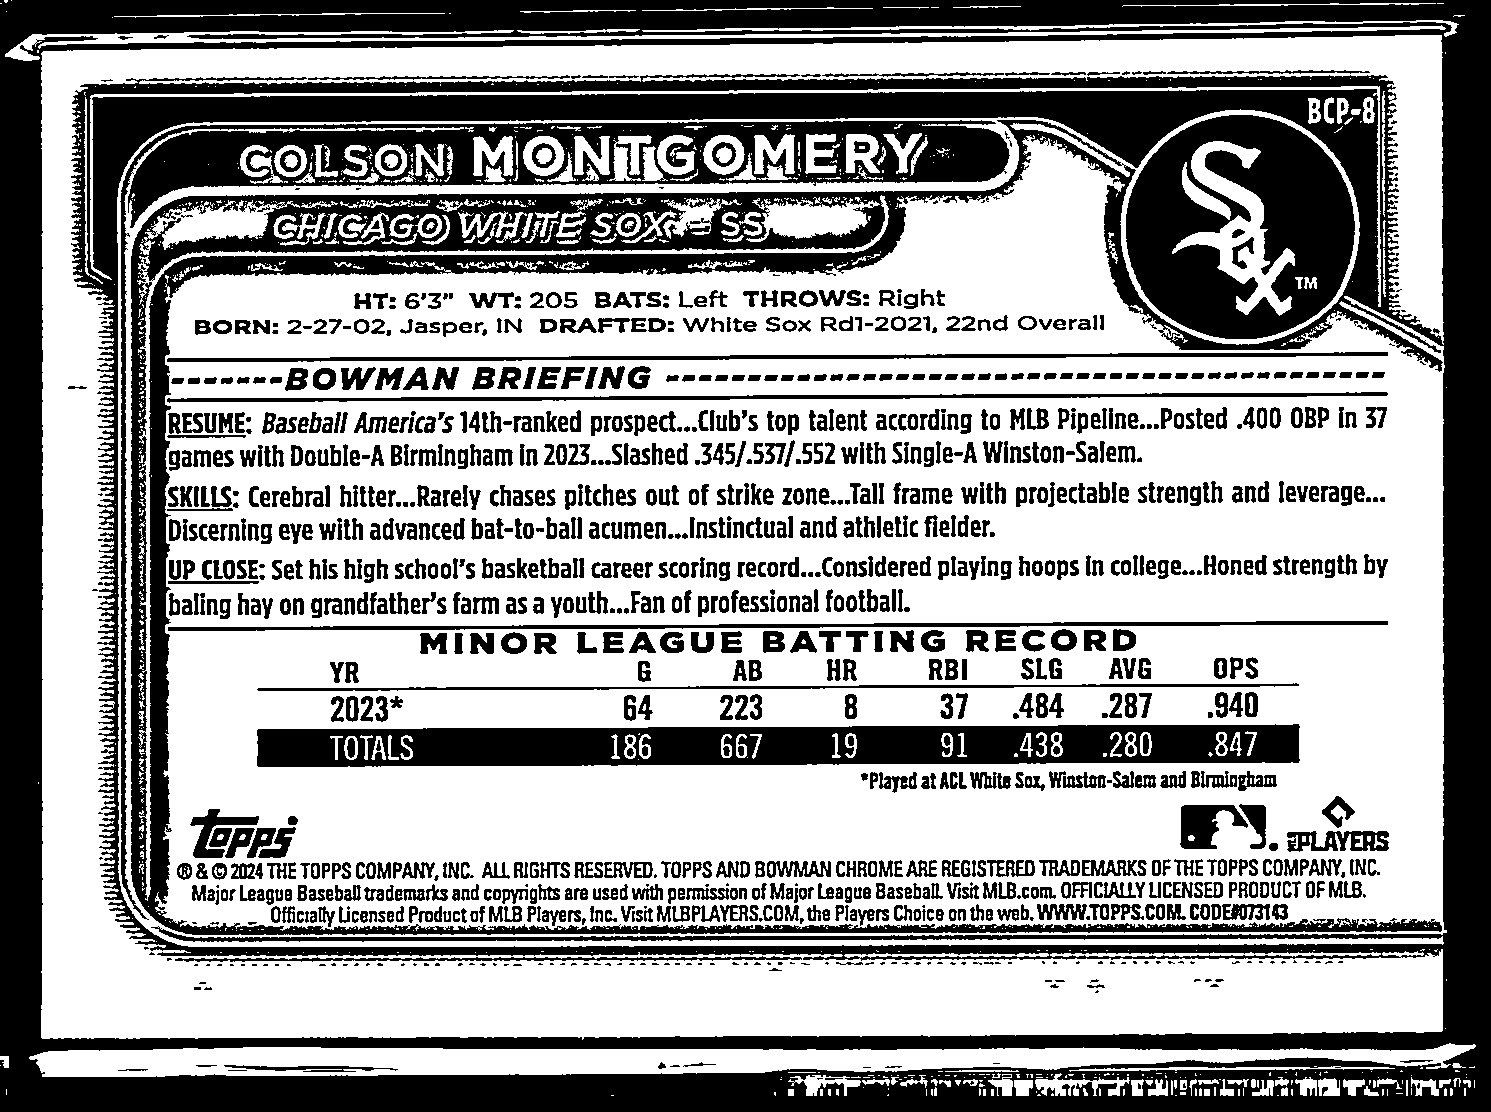 BCP-8
COLSON MONTGOMERY
CHICAGO WHITE SOX - SS
Sox
TM
HT: 6'3" WT: 205 BATS: Left THROWS: Right
BORN: 2-27-02, Jasper, IN DRAFTED: White Sox Rd1-2021, 22nd Overall
BOWMAN BRIEFING
RESUME: Baseball America's 14th-ranked prospect...Club's top talent according to MLB Pipeline...Posted .400 OBP in 37
games with Double-A Birmingham in 2023...Slashed .345/.537/.552 with Single-A Winston-Salem.
SKILLS: Cerebral hitter...Rarely chases pitches out of strike zone...Tall frame with projectable strength and leverage...
Discerning eye with advanced bat-to-ball acumen...Instinctual and athletic fielder.
UP CLOSE: Set his high school's basketball career scoring record...Considered playing hoops in college...Honed strength by
baling hay on grandfather's farm as a youth...Fan of professional football.
MINOR LEAGUE BATTING RECORD
YR G AB HR RBI SLG AVG OPS
2023* 64 223 8 37 .484 .287 .940
TOTALS 186 667 19 91 .438 .280 .847
*Played at ACL White Sox, Winston-Salem and Birmingham
topps
PLAYERS
® & © 2024 THE TOPPS COMPANY, INC. ALL RIGHTS RESERVED. TOPPS AND BOWMAN CHROME ARE REGISTERED TRADEMARKS OF THE TOPPS COMPANY, INC.
Major League Baseball trademarks and copyrights are used with permission of Major League Baseball. Visit MLB.com. OFFICIALLY LICENSED PRODUCT OF MLB.
Officially Licensed Product of MLB Players, Inc. Visit MLBPLAYERS.COM, the Players Choice on the web. WWW.TOPPS.COM. CODE#073143